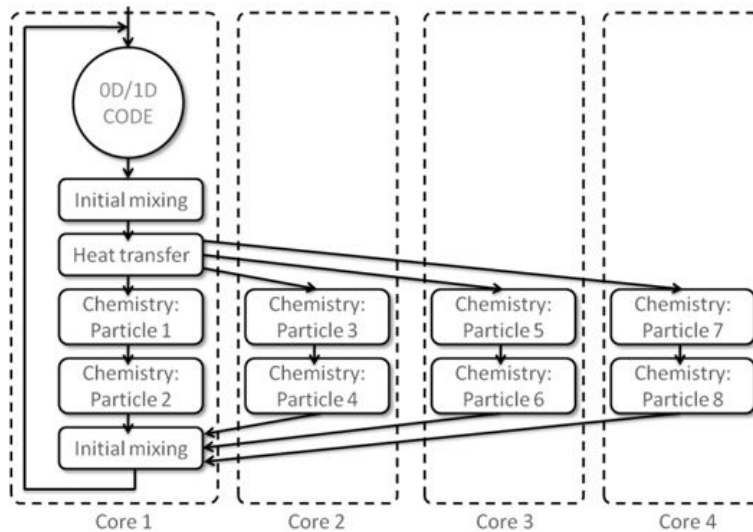 0D/1D
CODE
Initial mixing
Heat transfer
Chemistry:
Particle 1
Chemistry:
Particle 3
Chemistry:
Particle 5
Chemistry:
Particle 7
Chemistry:
Particle 2
Chemistry:
Particle 4
Chemistry:
Particle 6
Chemistry:
Particle 8
Initial mixing
Core 1
Core 2
Core 3
Core 4